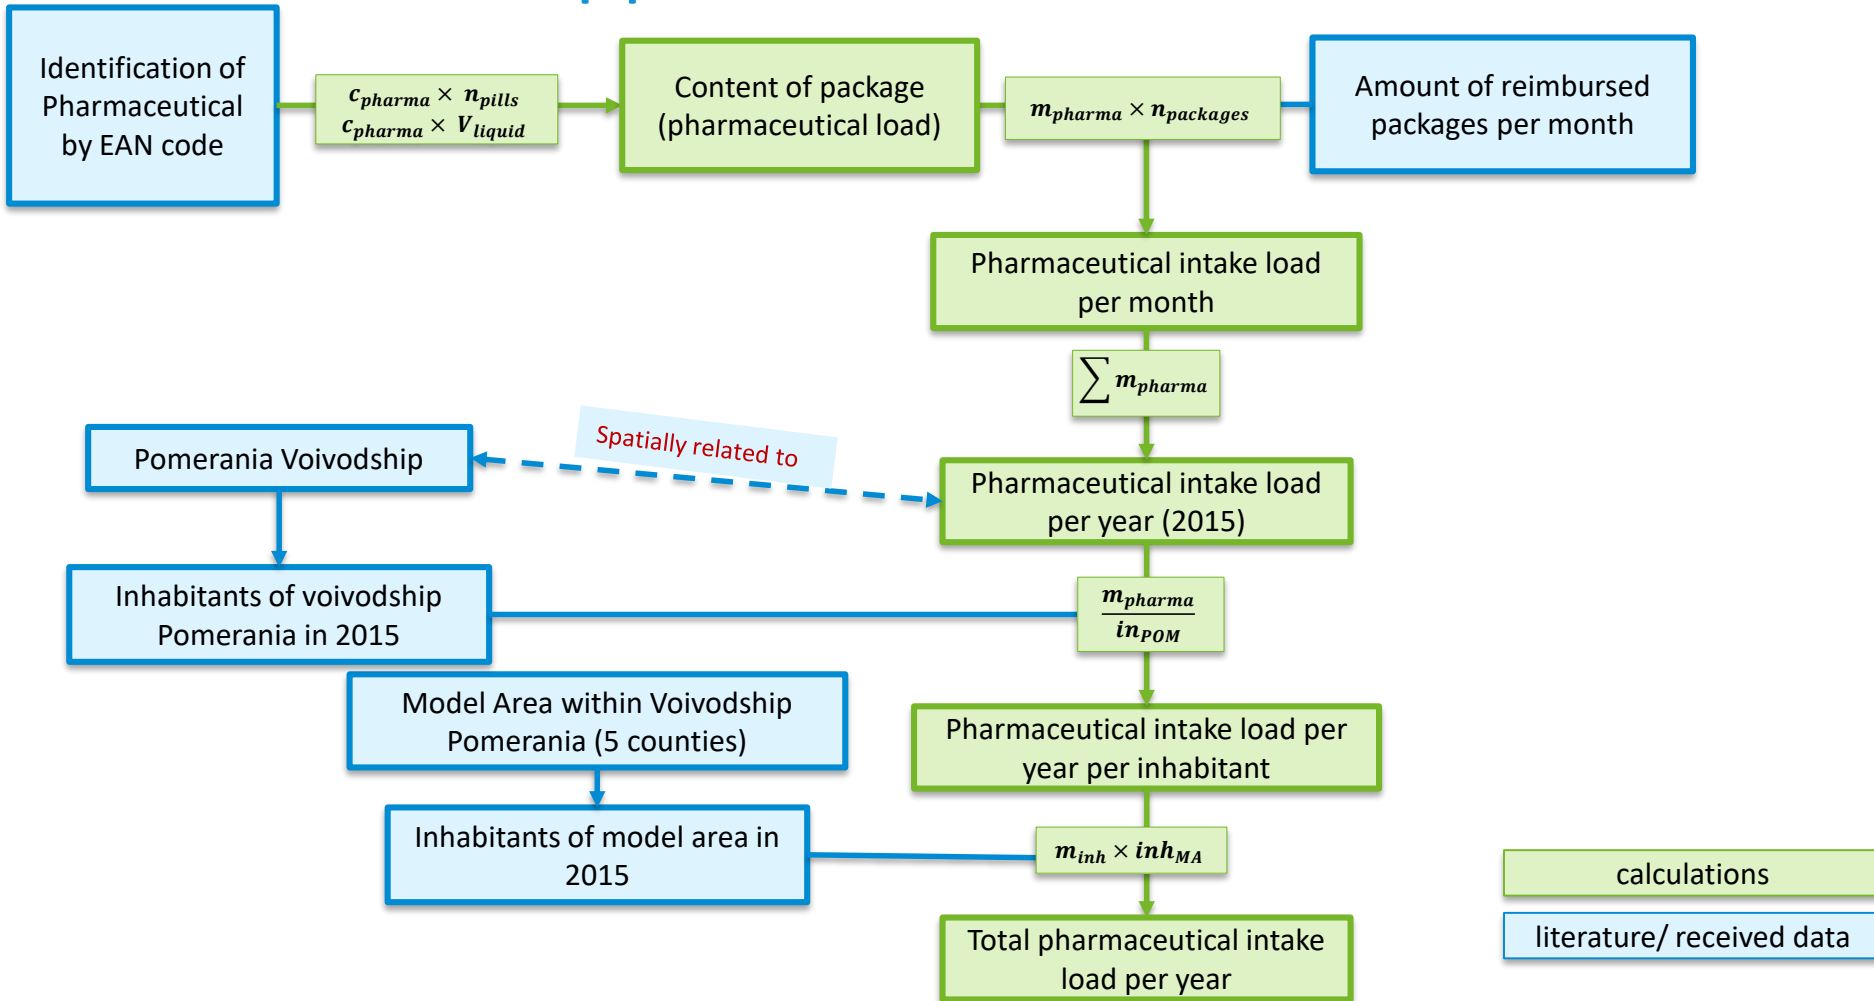 Identification of
Pharmaceutical
by EAN code
c_pharma × n_pills
c_pharma × V_liquid
Content of package
(pharmaceutical load)
m_pharma × n_packages
Amount of reimbursed
packages per month
Pharmaceutical intake load
per month
∑ m_pharma
Spatially related to
Pomerania Voivodship
Pharmaceutical intake load
per year (2015)
Inhabitants of voivodship
Pomerania in 2015
m_pharma
in_POM
Model Area within Voivodship
Pomerania (5 counties)
Pharmaceutical intake load per
year per inhabitant
Inhabitants of model area in
2015
m_inh × inh_MA
Total pharmaceutical intake
load per year
calculations
literature/ received data